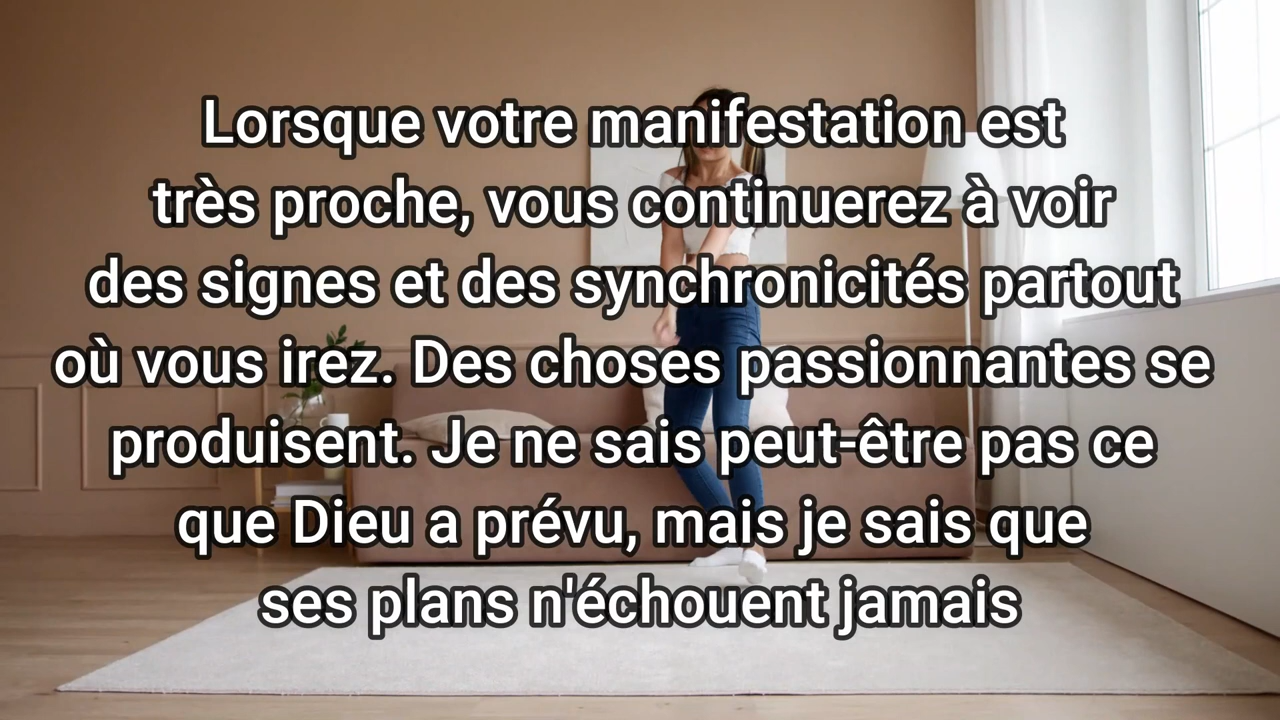 Lorsque votre manifestation est
très proche, vous continuerez à voir
des signes et des synchronicités partout
où vous irez. Des choses passionnantes se
produisent. Je ne sais peut-être pas ce
que Dieu a prévu, mais je sais que
ses plans n'échouent jamais